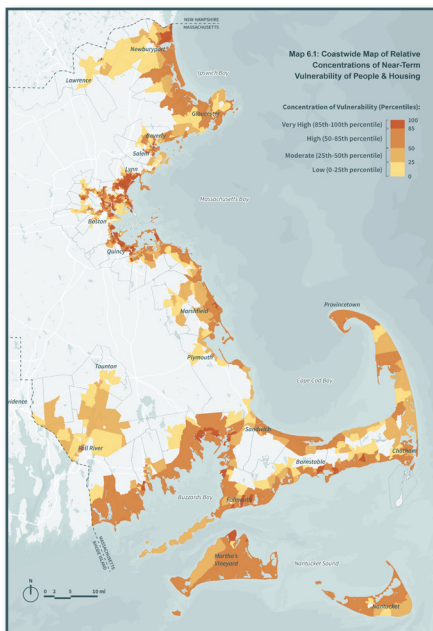 NEW HAMPSHIRE
MASSACHUSETTS
Newburyport
Map 6.1: Coastwide Map of Relative
Concentrations of Near-Term
Vulnerability of People & Housing
Lawrence
Ipswich Bay
Concentration of Vulnerability (Percentiles):
Gloucester
Very High (85th-100th percentile)
100
85
High (50-85th percentile)
50
Moderate (25th-50th percentile)
25
Low (0-25th percentile)
0
Beverly
Salem
Lynn
Massachusetts Bay
Boston
Quincy
Provincetown
Marshfield
Plymouth
Taunton
Cape Cod Bay
vidence
Sandwich
Fall River
Barnstable
Chatham
Buzzards Bay
Falmouth
MASSACHUSETTS
RHODE ISLAND
Nantucket Sound
Martha's
Vineyard
N
0 2 5 10 mi
Nantucket